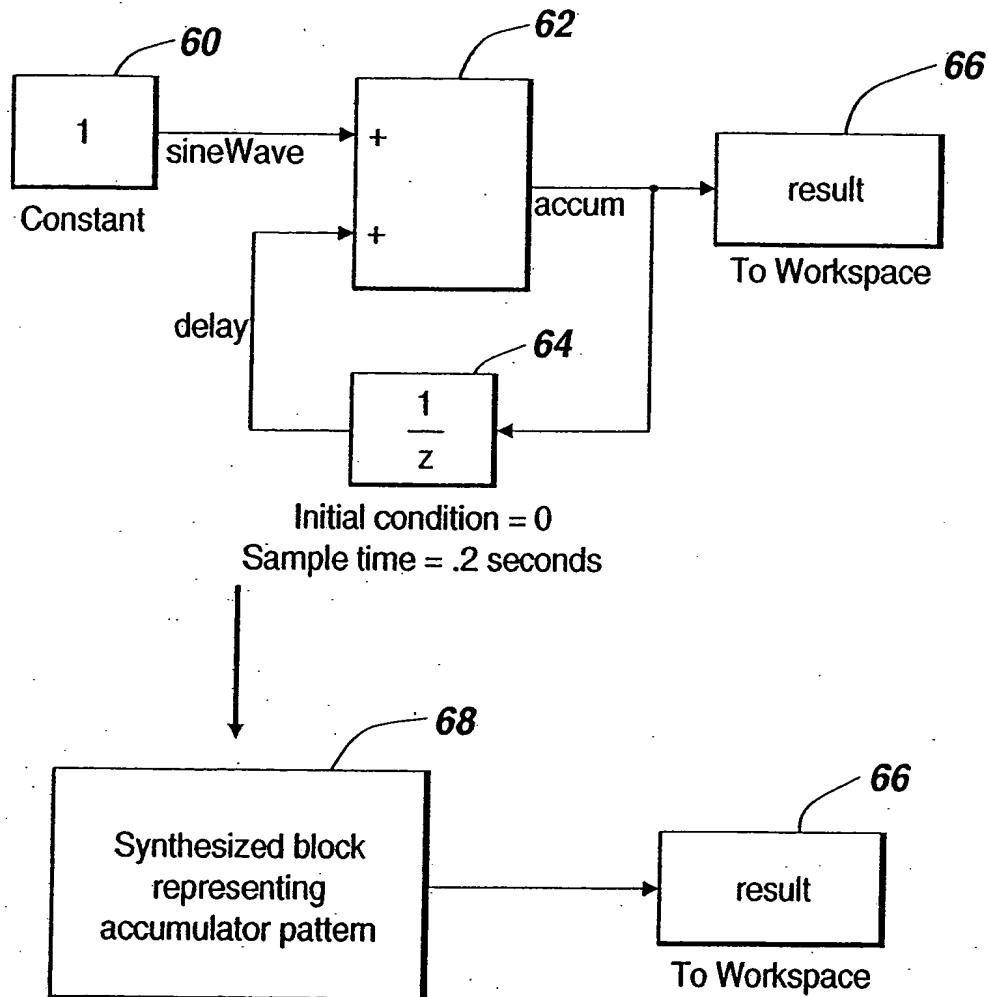 60
62
66
1
+
sineWave
result
accum
Constant
+
To Workspace
delay
64
1
z
Initial condition = 0
Sample time = .2 seconds
68
66
Synthesized block
representing
accumulator pattern
result
To Workspace